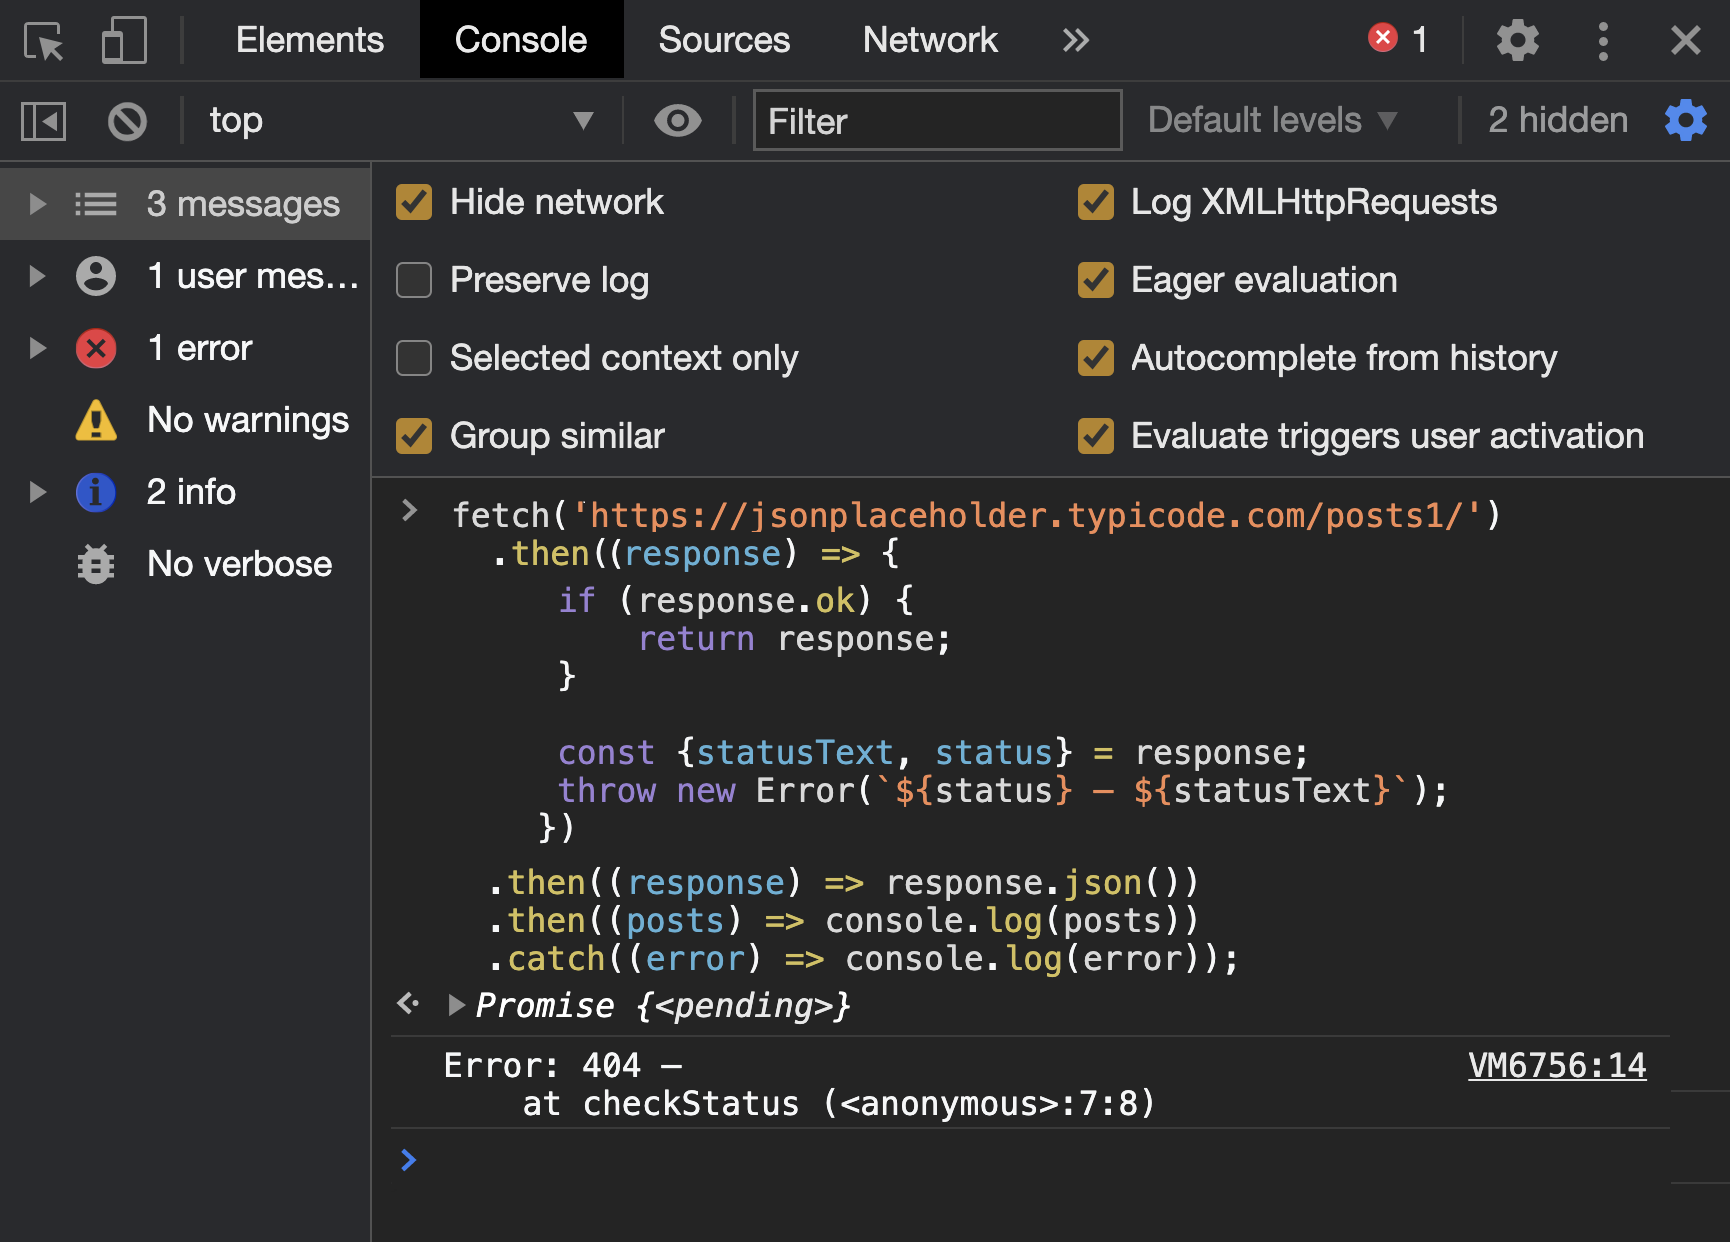 Elements Console Sources Network » 1
top Filter Default levels ▼ 2 hidden
3 messages
1 user mes…
1 error
No warnings
2 info
No verbose
Hide network Log XMLHttpRequests
Preserve log Eager evaluation
Selected context only Autocomplete from history
Group similar Evaluate triggers user activation
> fetch('https://jsonplaceholder.typicode.com/posts1/')
.then((response) => {
if (response.ok) {
return response;
}
const {statusText, status} = response;
throw new Error(`${status} – ${statusText}`);
})
.then((response) => response.json())
.then((posts) => console.log(posts))
.catch((error) => console.log(error));
Promise {<pending>}
Error: 404 – VM6756:14
at checkStatus (<anonymous>:7:8)
>